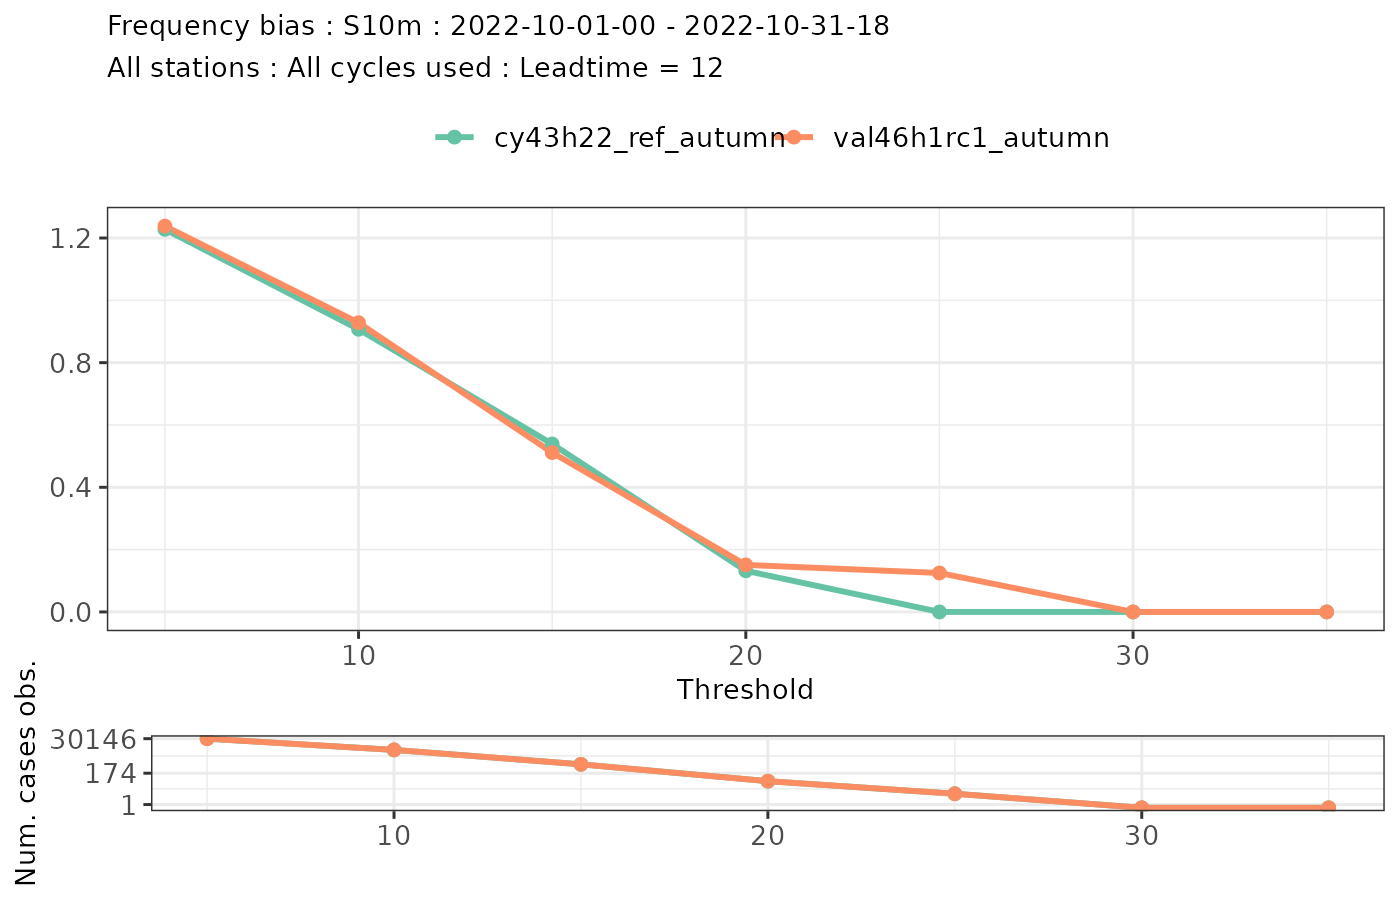 Frequency bias : S10m : 2022-10-01-00 - 2022-10-31-18
All stations : All cycles used : Leadtime = 12
cy43h22_ref_autumn val46h1rc1_autumn
1.2
0.8
0.4
0.0
10 20 30
Threshold
Num. cases obs.
30146
174
1
10 20 30